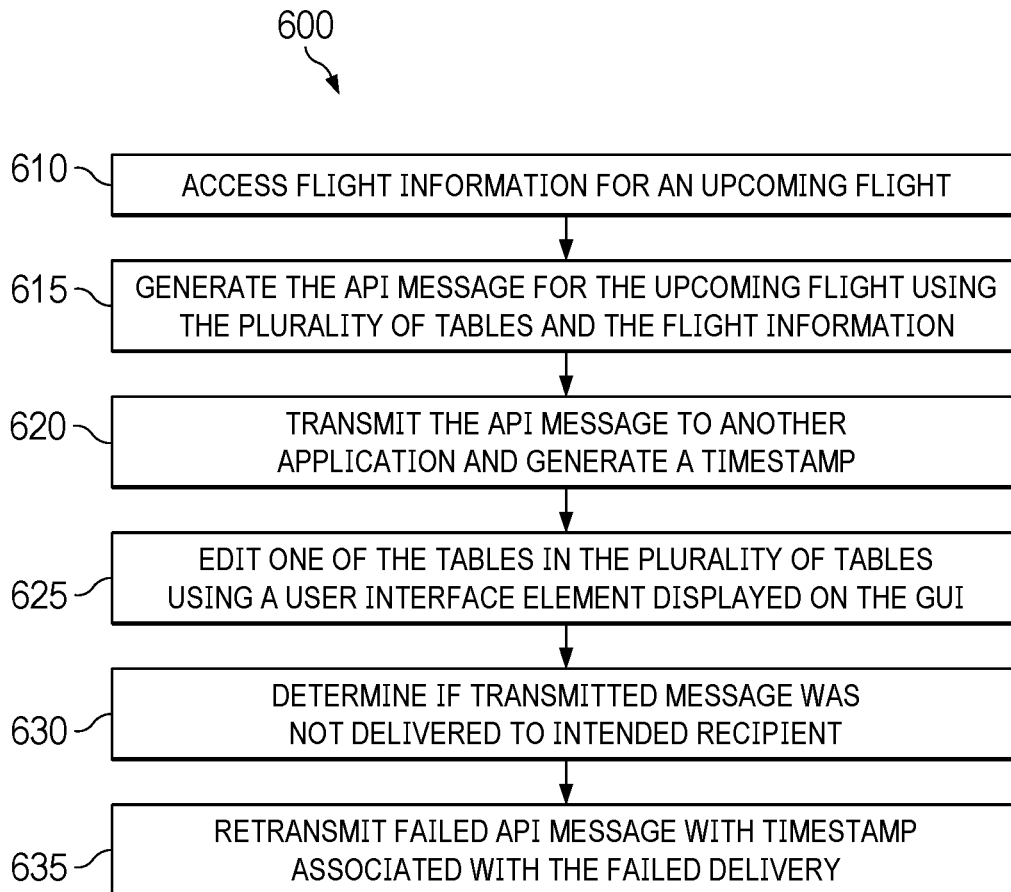 600
610
ACCESS FLIGHT INFORMATION FOR AN UPCOMING FLIGHT
615
GENERATE THE API MESSAGE FOR THE UPCOMING FLIGHT USING
THE PLURALITY OF TABLES AND THE FLIGHT INFORMATION
620
TRANSMIT THE API MESSAGE TO ANOTHER
APPLICATION AND GENERATE A TIMESTAMP
625
EDIT ONE OF THE TABLES IN THE PLURALITY OF TABLES
USING A USER INTERFACE ELEMENT DISPLAYED ON THE GUI
630
DETERMINE IF TRANSMITTED MESSAGE WAS
NOT DELIVERED TO INTENDED RECIPIENT
635
RETRANSMIT FAILED API MESSAGE WITH TIMESTAMP
ASSOCIATED WITH THE FAILED DELIVERY